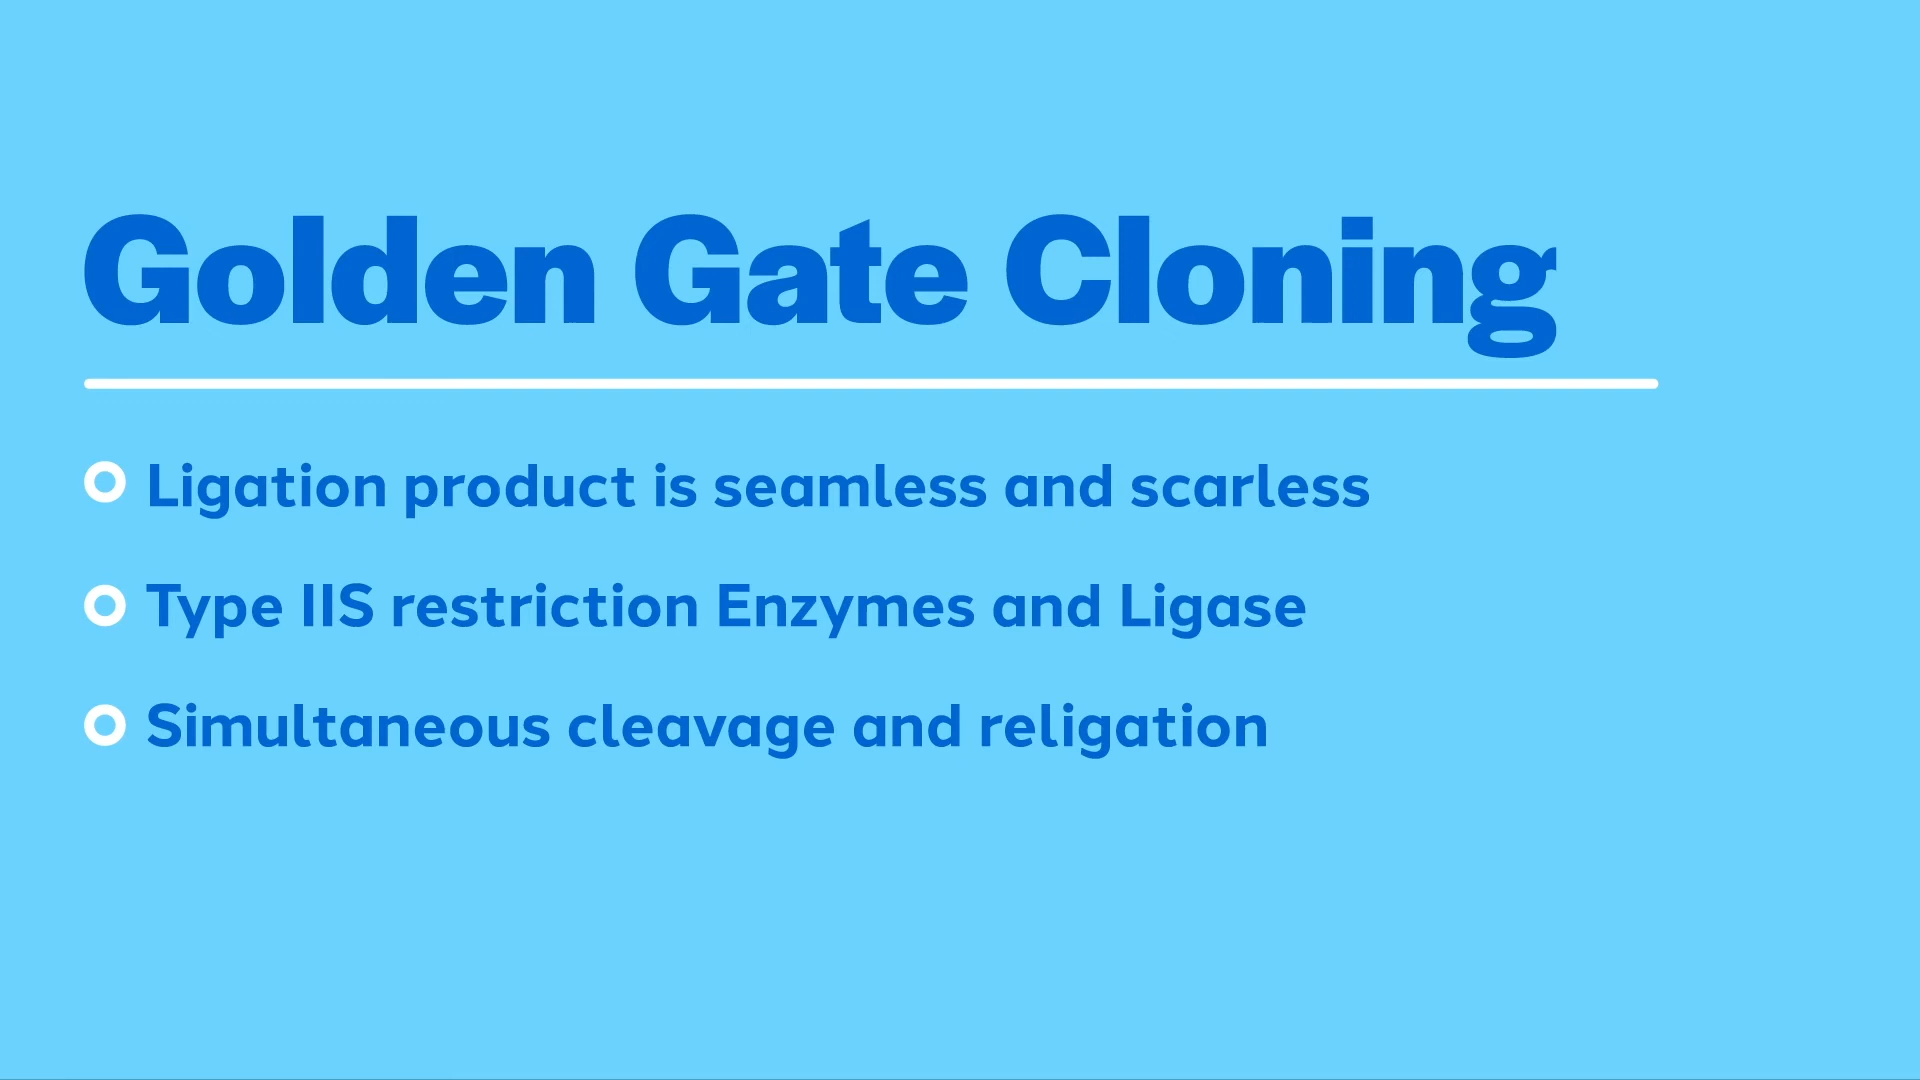 Golden Gate Cloning
Ligation product is seamless and scarless
Type IIS restriction Enzymes and Ligase
Simultaneous cleavage and religation